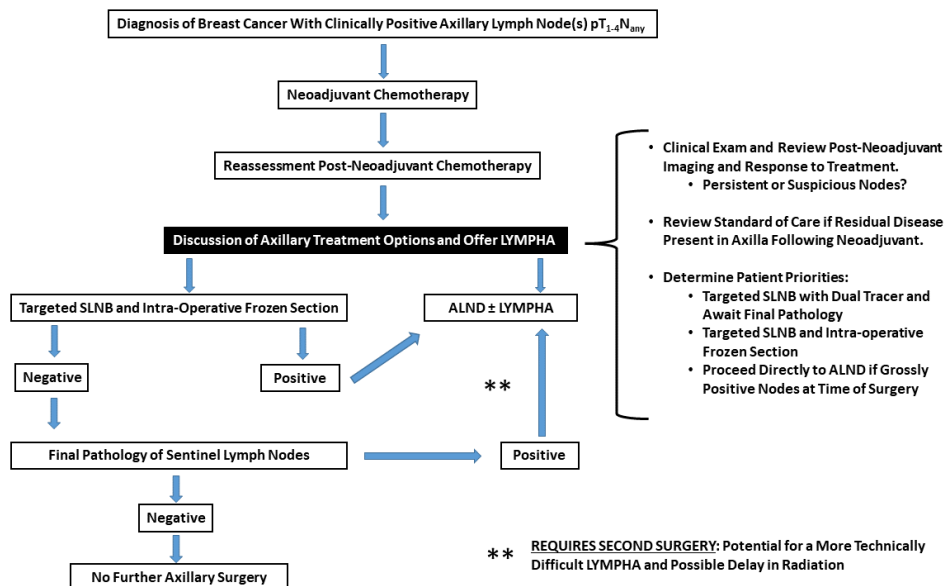 Diagnosis of Breast Cancer With Clinically Positive Axillary Lymph Node(s) pT1-4Nany
Neoadjuvant Chemotherapy
Reassessment Post-Neoadjuvant Chemotherapy
Discussion of Axillary Treatment Options and Offer LYMPHA
• Clinical Exam and Review Post-Neoadjuvant
Imaging and Response to Treatment.
• Persistent or Suspicious Nodes?
• Review Standard of Care if Residual Disease
Present in Axilla Following Neoadjuvant.
• Determine Patient Priorities:
• Targeted SLNB with Dual Tracer and
Await Final Pathology
• Targeted SLNB and Intra-operative
Frozen Section
• Proceed Directly to ALND if Grossly
Positive Nodes at Time of Surgery
Targeted SLNB and Intra-Operative Frozen Section
ALND ± LYMPHA
Negative
Positive
**
Final Pathology of Sentinel Lymph Nodes
Positive
Negative
No Further Axillary Surgery
** REQUIRES SECOND SURGERY: Potential for a More Technically
Difficult LYMPHA and Possible Delay in Radiation